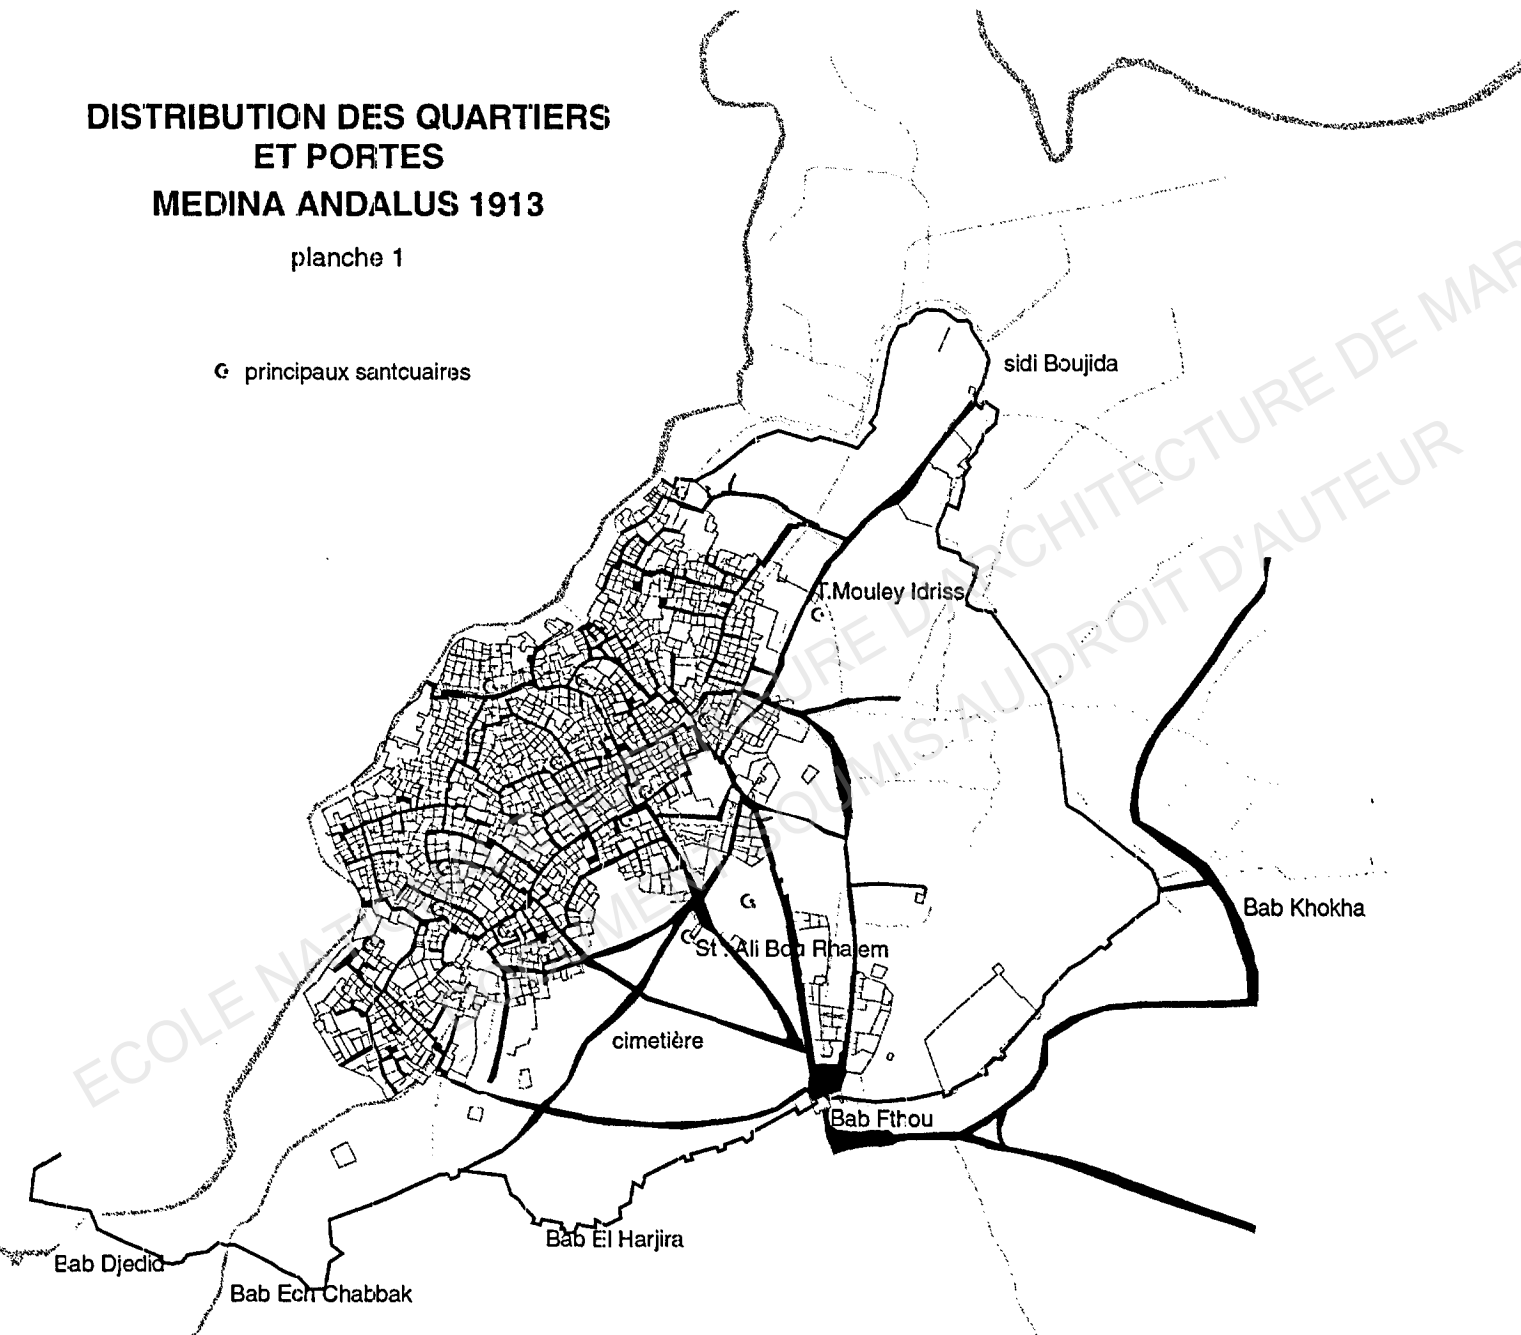 DISTRIBUTION DES QUARTIERS
ET PORTES
MEDINA ANDALUS 1913
planche 1
principaux santcuaires
sidi Boujida
T.Mouley Idriss
Bab Khokha
St . Ali Bou Rhalem
cimetière
Bab Fthou
Bab El Harjira
Bab Djedid
Bab Ech Chabbak
ECOLE NATIONALE SUPERIEURE D'ARCHITECTURE DE MAR
DOCUMENT SOUMIS AU DROIT D'AUTEUR